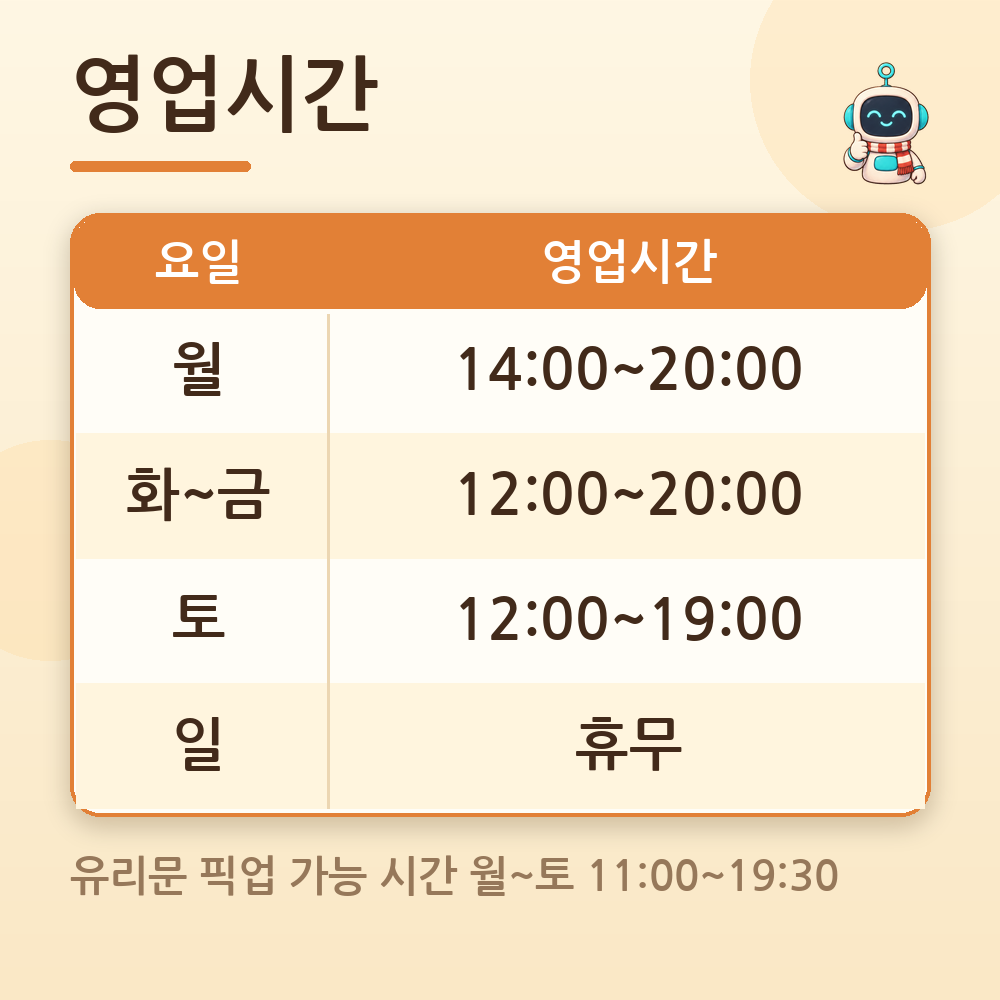 영업시간
요일 영업시간
월 14:00~20:00
화~금 12:00~20:00
토 12:00~19:00
일 휴무
유리문 픽업 가능 시간 월~토 11:00~19:30